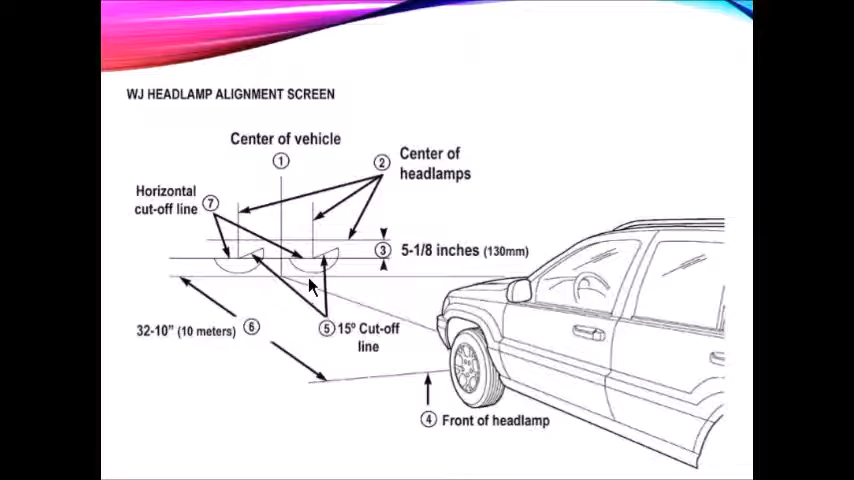 WJ HEADLAMP ALIGNMENT SCREEN
Center of vehicle
1
2
Center of
headlamps
Horizontal
cut-off line
7
3
5-1/8 inches (130mm)
32-10" (10 meters)
6
5
15º Cut-off
line
4
Front of headlamp